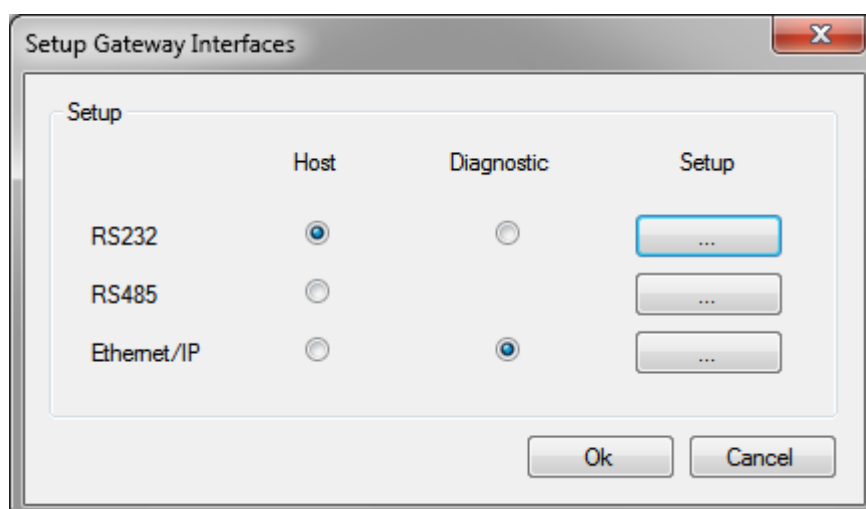 Setup Gateway Interfaces
Setup
Host Diagnostic Setup
RS232 ...
RS485 ...
Ethernet/IP ...
Ok Cancel